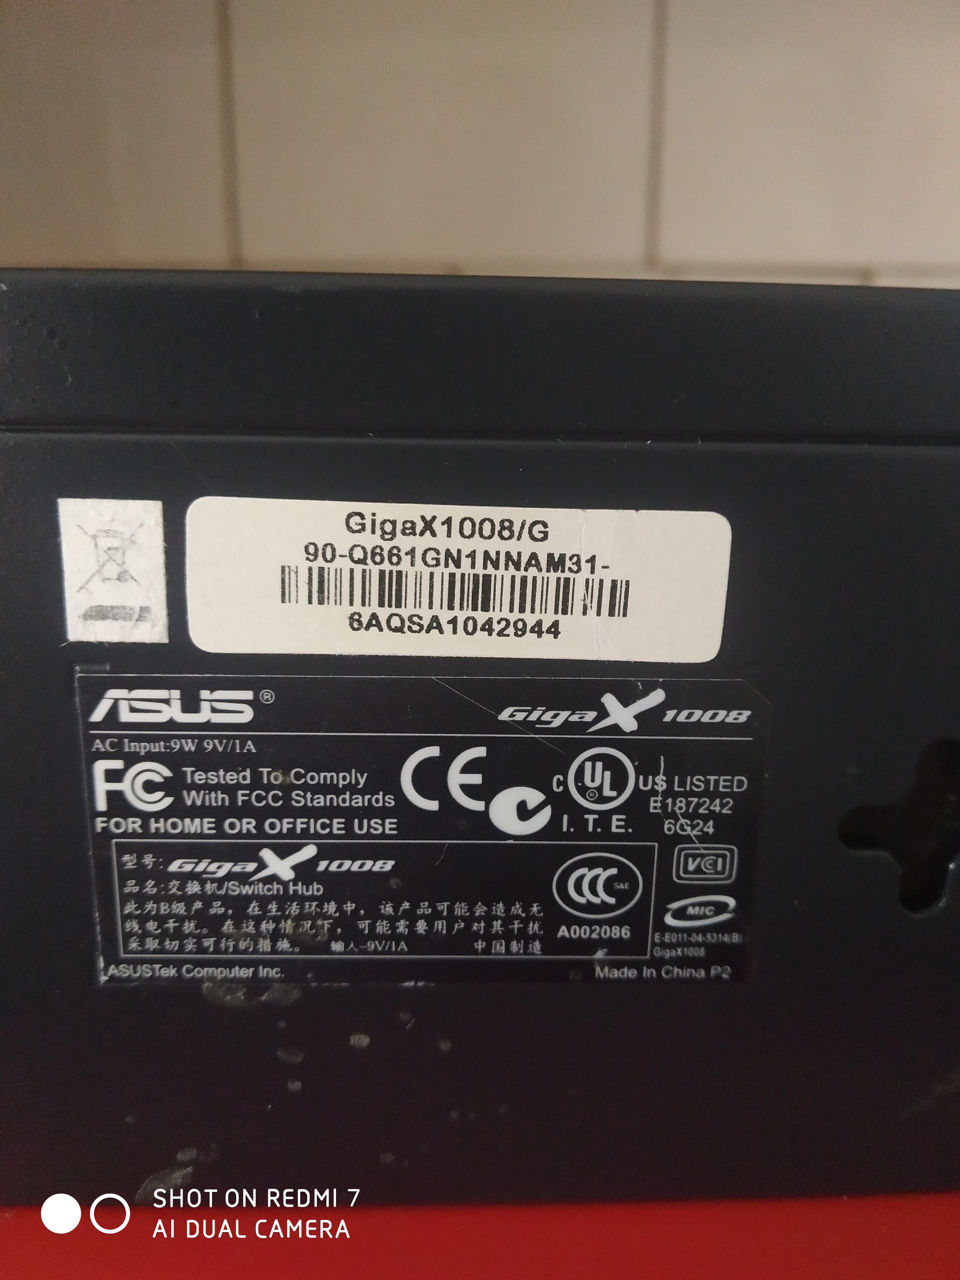 GigaX1008/G
90-Q661GN1NNAM31-
6AQSA1042944
ASUS®
GigaX 1008
AC Input:9W 9V/1A
FC Tested To Comply
With FCC Standards
FOR HOME OR OFFICE USE
CE
C UL® US LISTED
I. T. E.
E187242
6G24
型号: GigaX 1008
品名:交换机/Switch Hub
此为B级产品，在生活环境中，该产品可能会造成无
线电干扰。在这种情况下，可能需要用户对其干扰
采取切实可行的措施。 输入~9V/1A 中国制造
CCC S&E
A002086
VCI
MIC
E-E011-04-5314(B)
GigaX1008
ASUSTek Computer Inc.
Made In China P2
SHOT ON REDMI 7
AI DUAL CAMERA